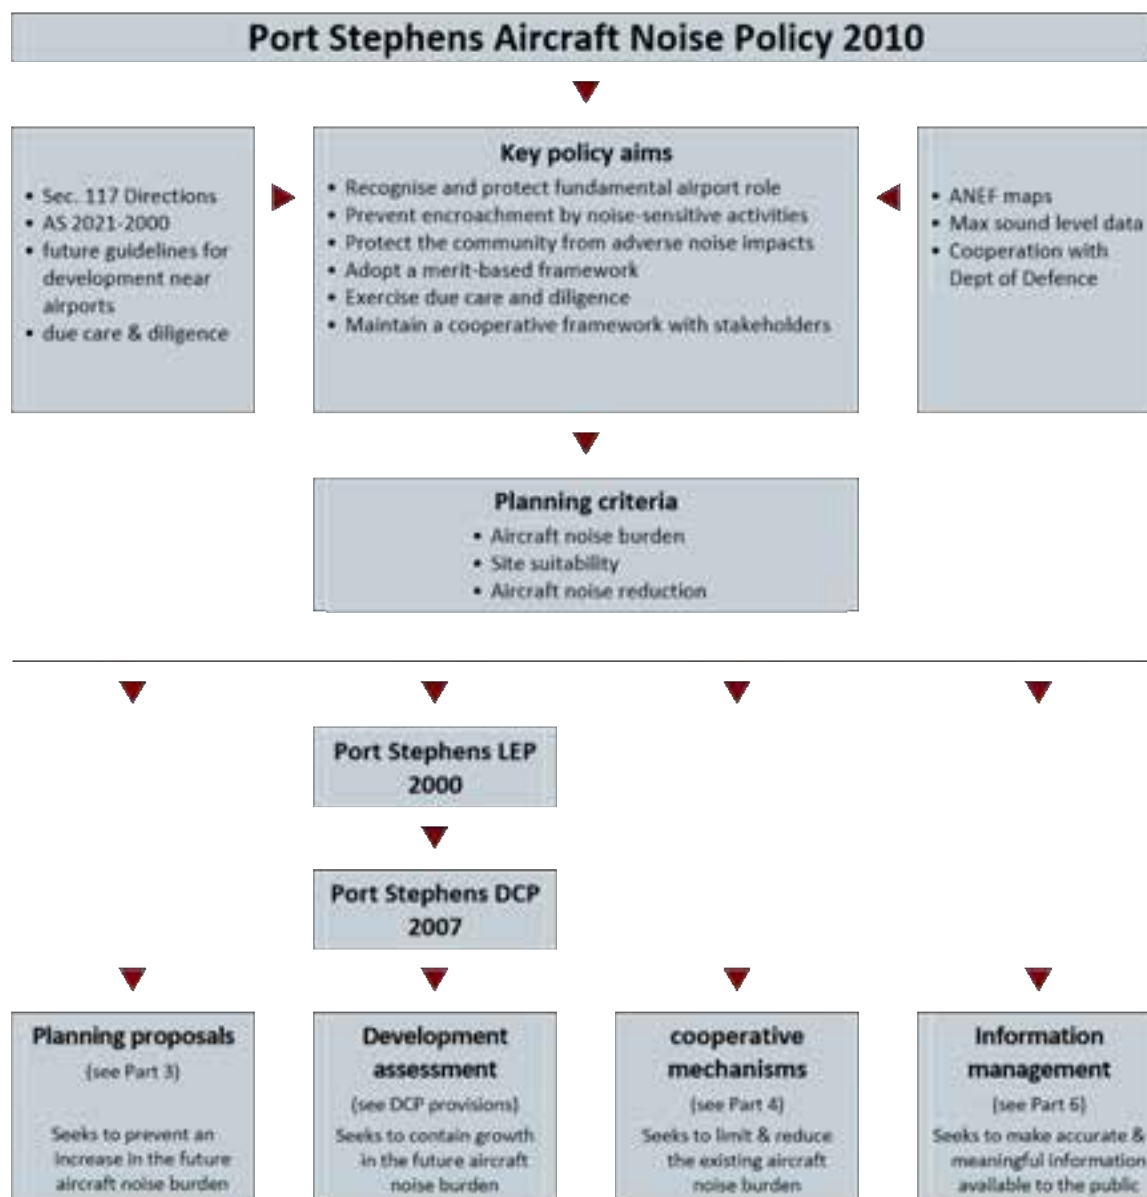 Port Stephens Aircraft Noise Policy 2010
• Sec. 117 Directions
• AS 2021-2000
• future guidelines for
development near
airports
• due care & diligence
Key policy aims
• Recognise and protect fundamental airport role
• Prevent encroachment by noise-sensitive activities
• Protect the community from adverse noise impacts
• Adopt a merit-based framework
• Exercise due care and diligence
• Maintain a cooperative framework with stakeholders
• ANEF maps
• Max sound level data
• Cooperation with
Dept of Defence
Planning criteria
• Aircraft noise burden
• Site suitability
• Aircraft noise reduction
Port Stephens LEP
2000
Port Stephens DCP
2007
Planning proposals
(see Part 3)
Seeks to prevent an
increase in the future
aircraft noise burden
Development
assessment
(see DCP provisions)
Seeks to contain growth
in the future aircraft
noise burden
cooperative
mechanisms
(see Part 4)
Seeks to limit & reduce
the existing aircraft
noise burden
Information
management
(see Part 6)
Seeks to make accurate &
meaningful information
available to the public